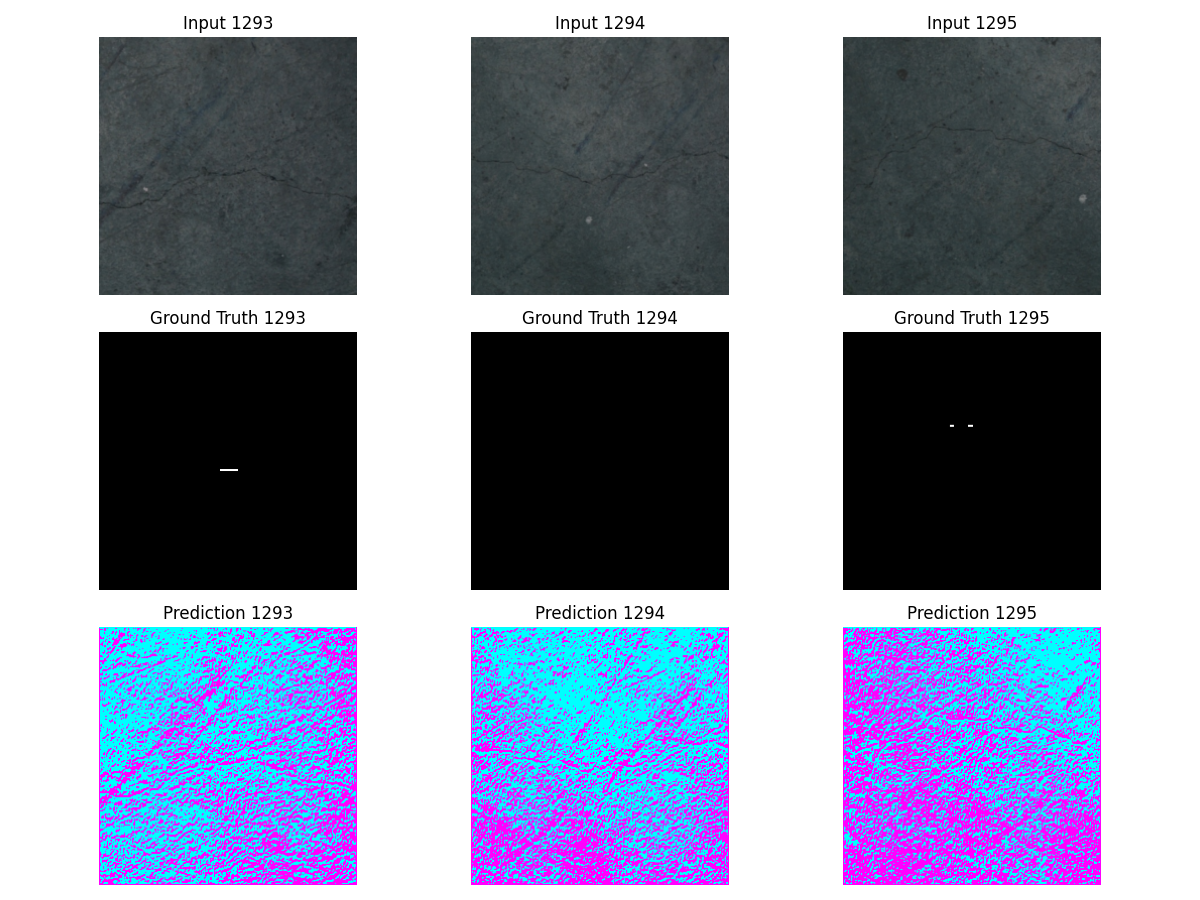 Input 1293
Input 1294
Input 1295
Ground Truth 1293
Ground Truth 1294
Ground Truth 1295
Prediction 1293
Prediction 1294
Prediction 1295